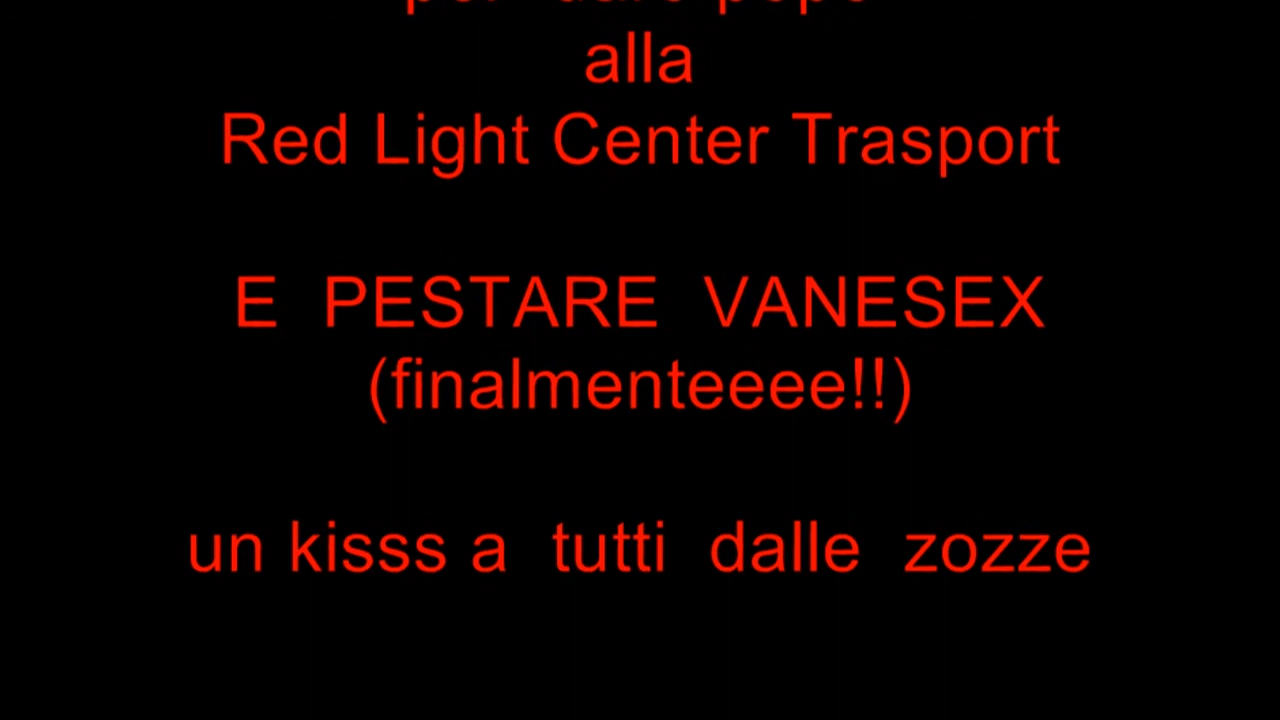 alla
Red Light Center Trasport
E PESTARE VANESEX
(finalmenteeee!!)
un kisss a tutti dalle zozze